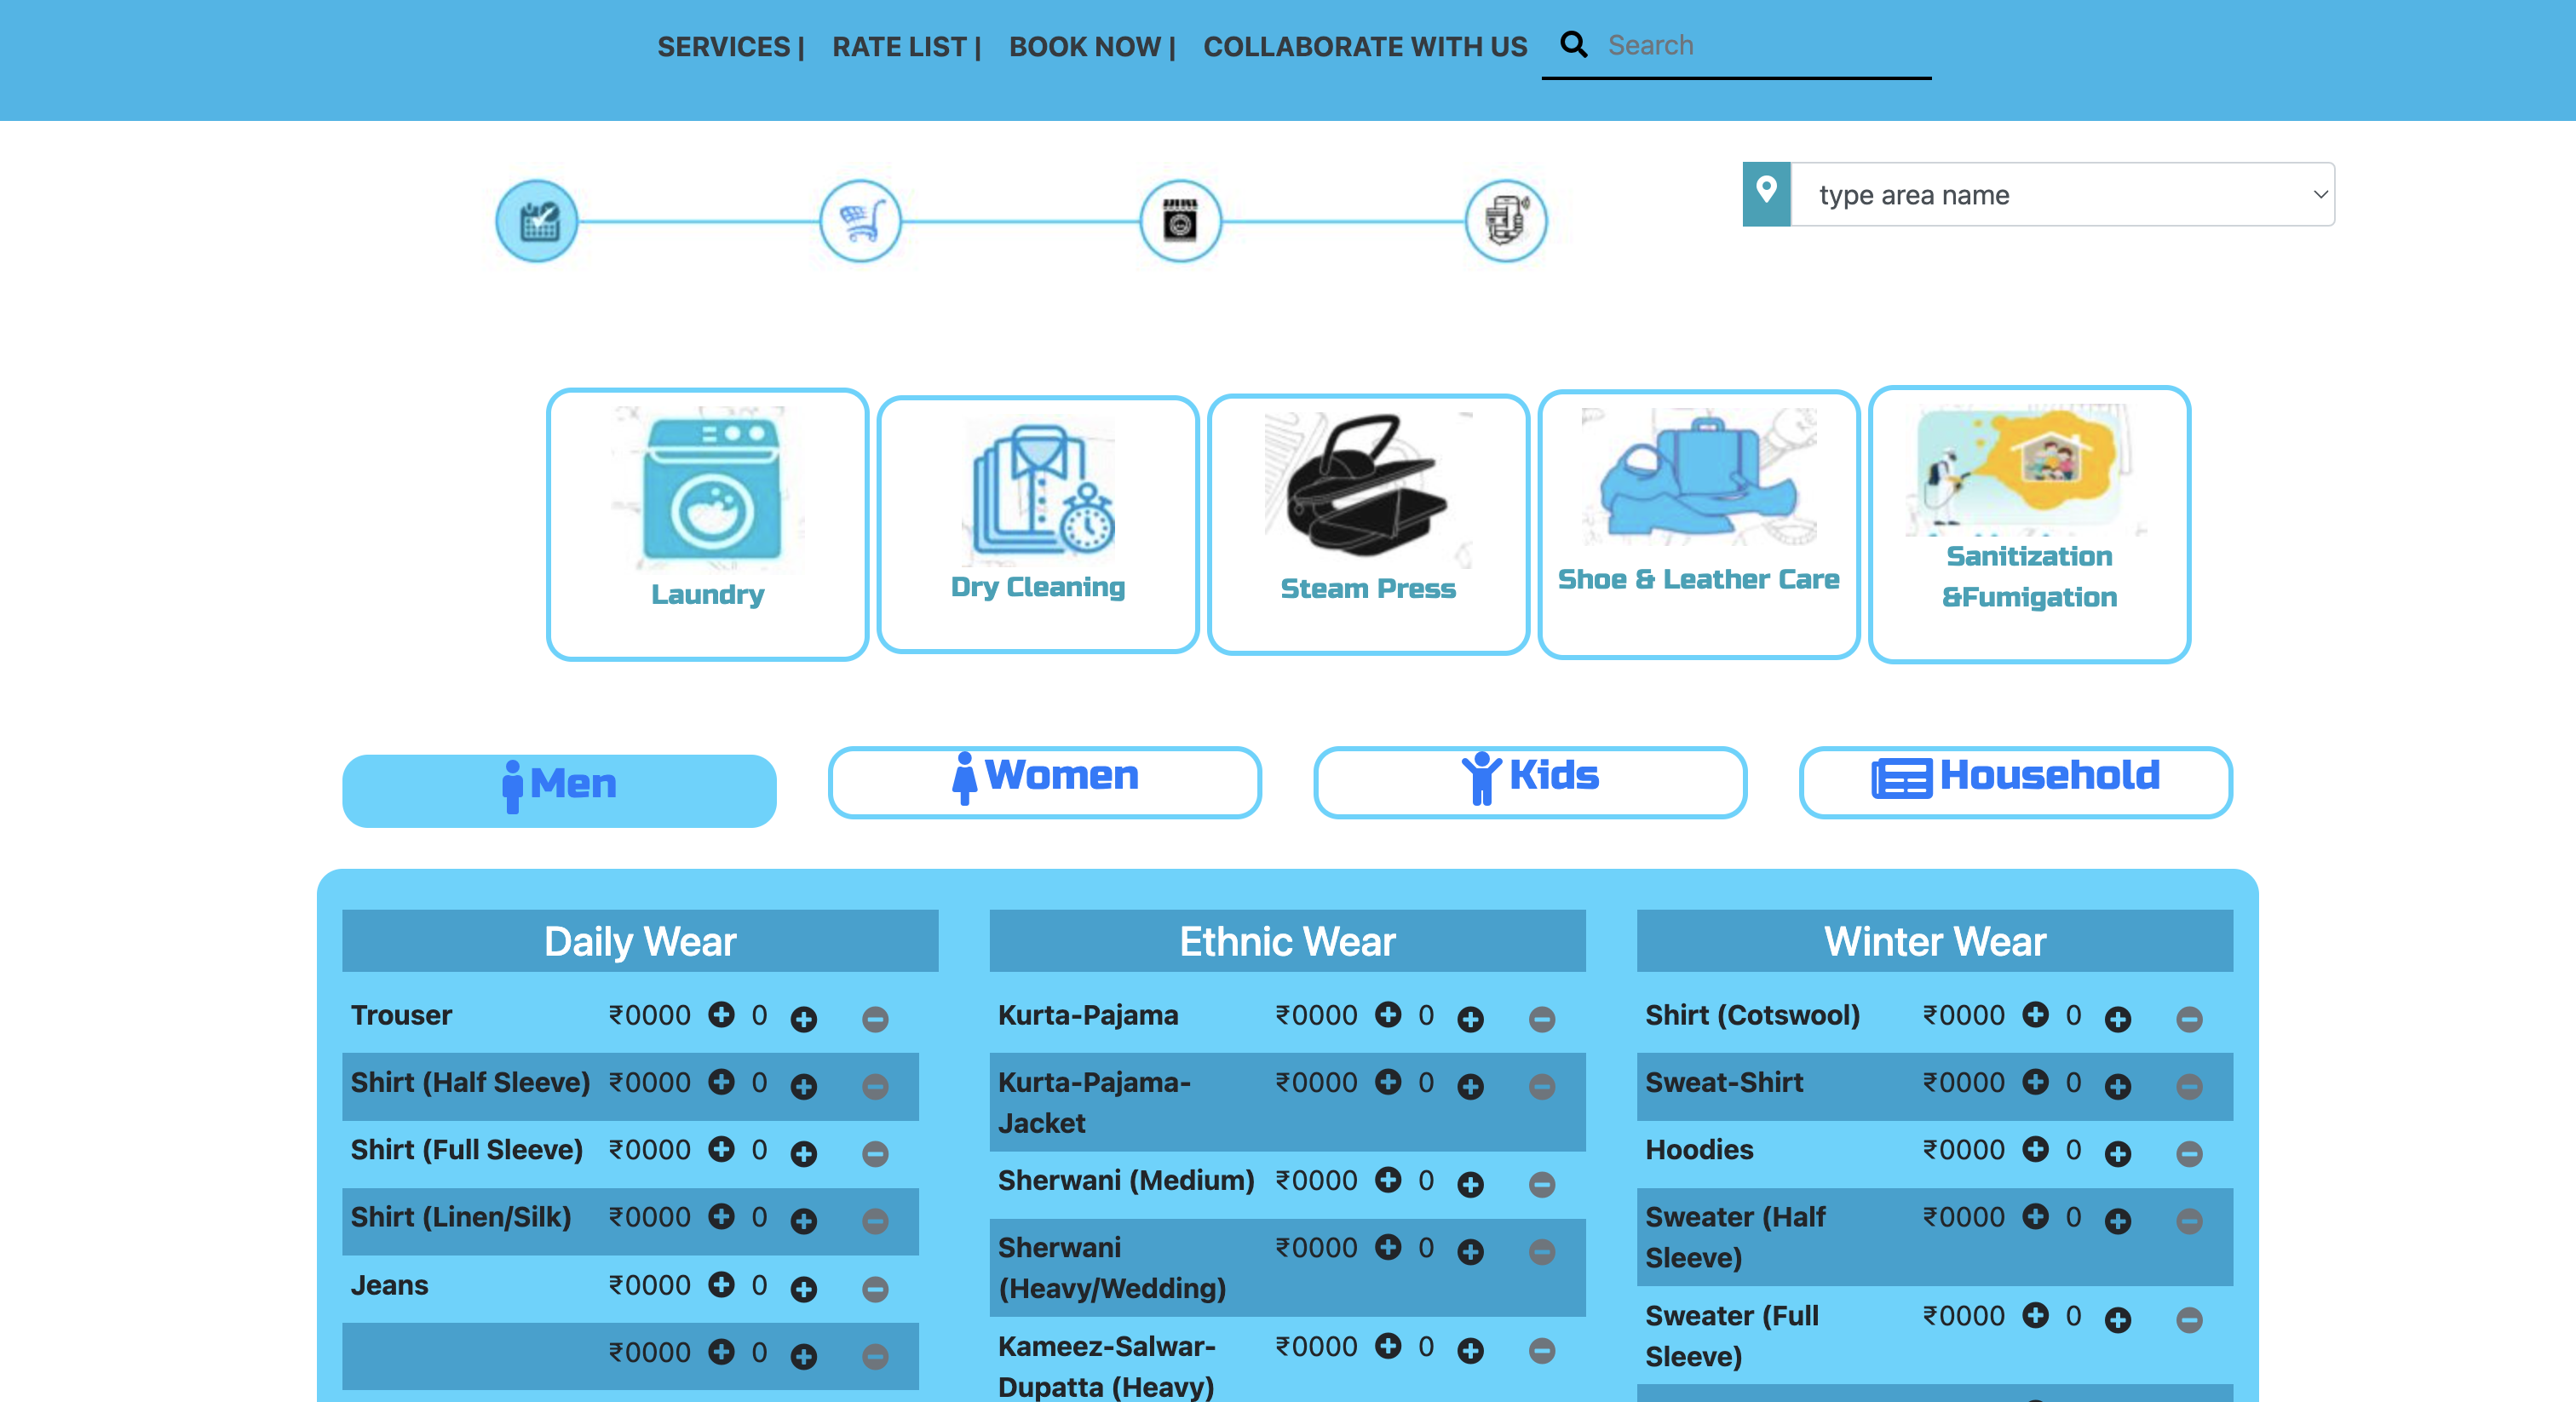 SERVICES | RATE LIST | BOOK NOW | COLLABORATE WITH US Search
type area name
Laundry
Dry Cleaning
Steam Press
Shoe & Leather Care
Sanitization
&Fumigation
Men
Women
Kids
Household
Daily Wear
Trouser ₹0000 0
Shirt (Half Sleeve) ₹0000 0
Shirt (Full Sleeve) ₹0000 0
Shirt (Linen/Silk) ₹0000 0
Jeans ₹0000 0
₹0000 0
Ethnic Wear
Kurta-Pajama ₹0000 0
Kurta-Pajama- ₹0000 0
Jacket
Sherwani (Medium) ₹0000 0
Sherwani ₹0000 0
(Heavy/Wedding)
Kameez-Salwar- ₹0000 0
Dupatta (Heavy)
Winter Wear
Shirt (Cotswool) ₹0000 0
Sweat-Shirt ₹0000 0
Hoodies ₹0000 0
Sweater (Half ₹0000 0
Sleeve)
Sweater (Full ₹0000 0
Sleeve)